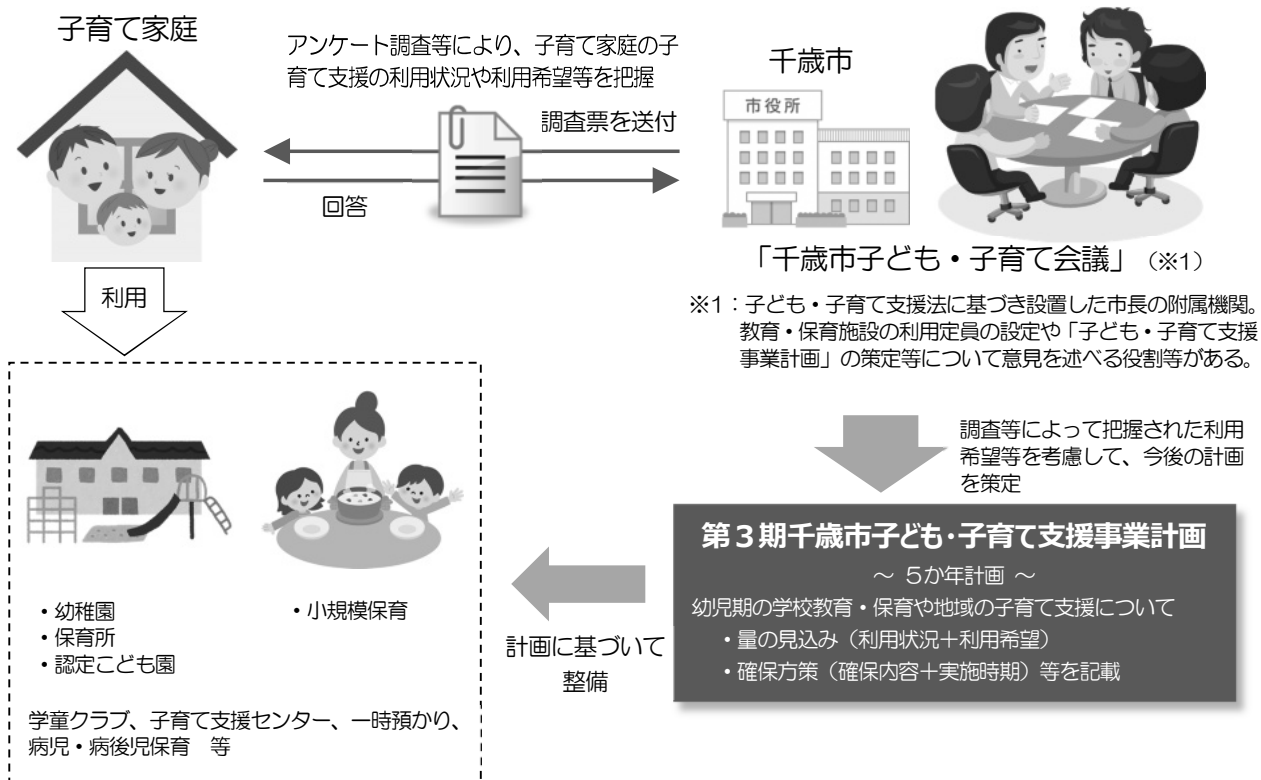 子育て家庭
アンケート調査等により、子育て家庭の子
育て支援の利用状況や利用希望等を把握
調査票を送付
回答
千歳市
市役所
「千歳市子ども・子育て会議」（※1）
※1：子ども・子育て支援法に基づき設置した市長の附属機関。
教育・保育施設の利用定員の設定や「子ども・子育て支援
事業計画」の策定等について意見を述べる役割等がある。
利用
調査等によって把握された利用
希望等を考慮して、今後の計画
を策定
第３期千歳市子ども・子育て支援事業計画
～ 5か年計画 ～
幼児期の学校教育・保育や地域の子育て支援について
・量の見込み（利用状況＋利用希望）
・確保方策（確保内容＋実施時期）等を記載
計画に基づいて
整備
・幼稚園
・保育所
・認定こども園
・小規模保育
学童クラブ、子育て支援センター、一時預かり、
病児・病後児保育　等